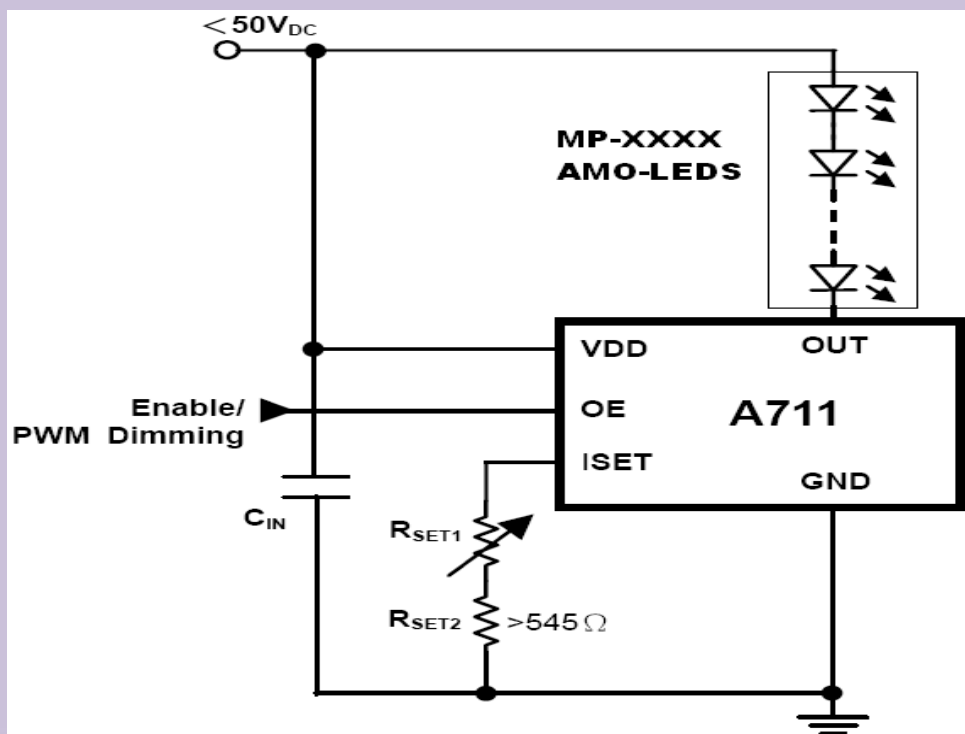 <50VDC
MP-XXXX
AMO-LEDS
VDD
OUT
Enable/
PWM Dimming
OE
A711
ISET
GND
CIN
RSET1
RSET2
>545Ω